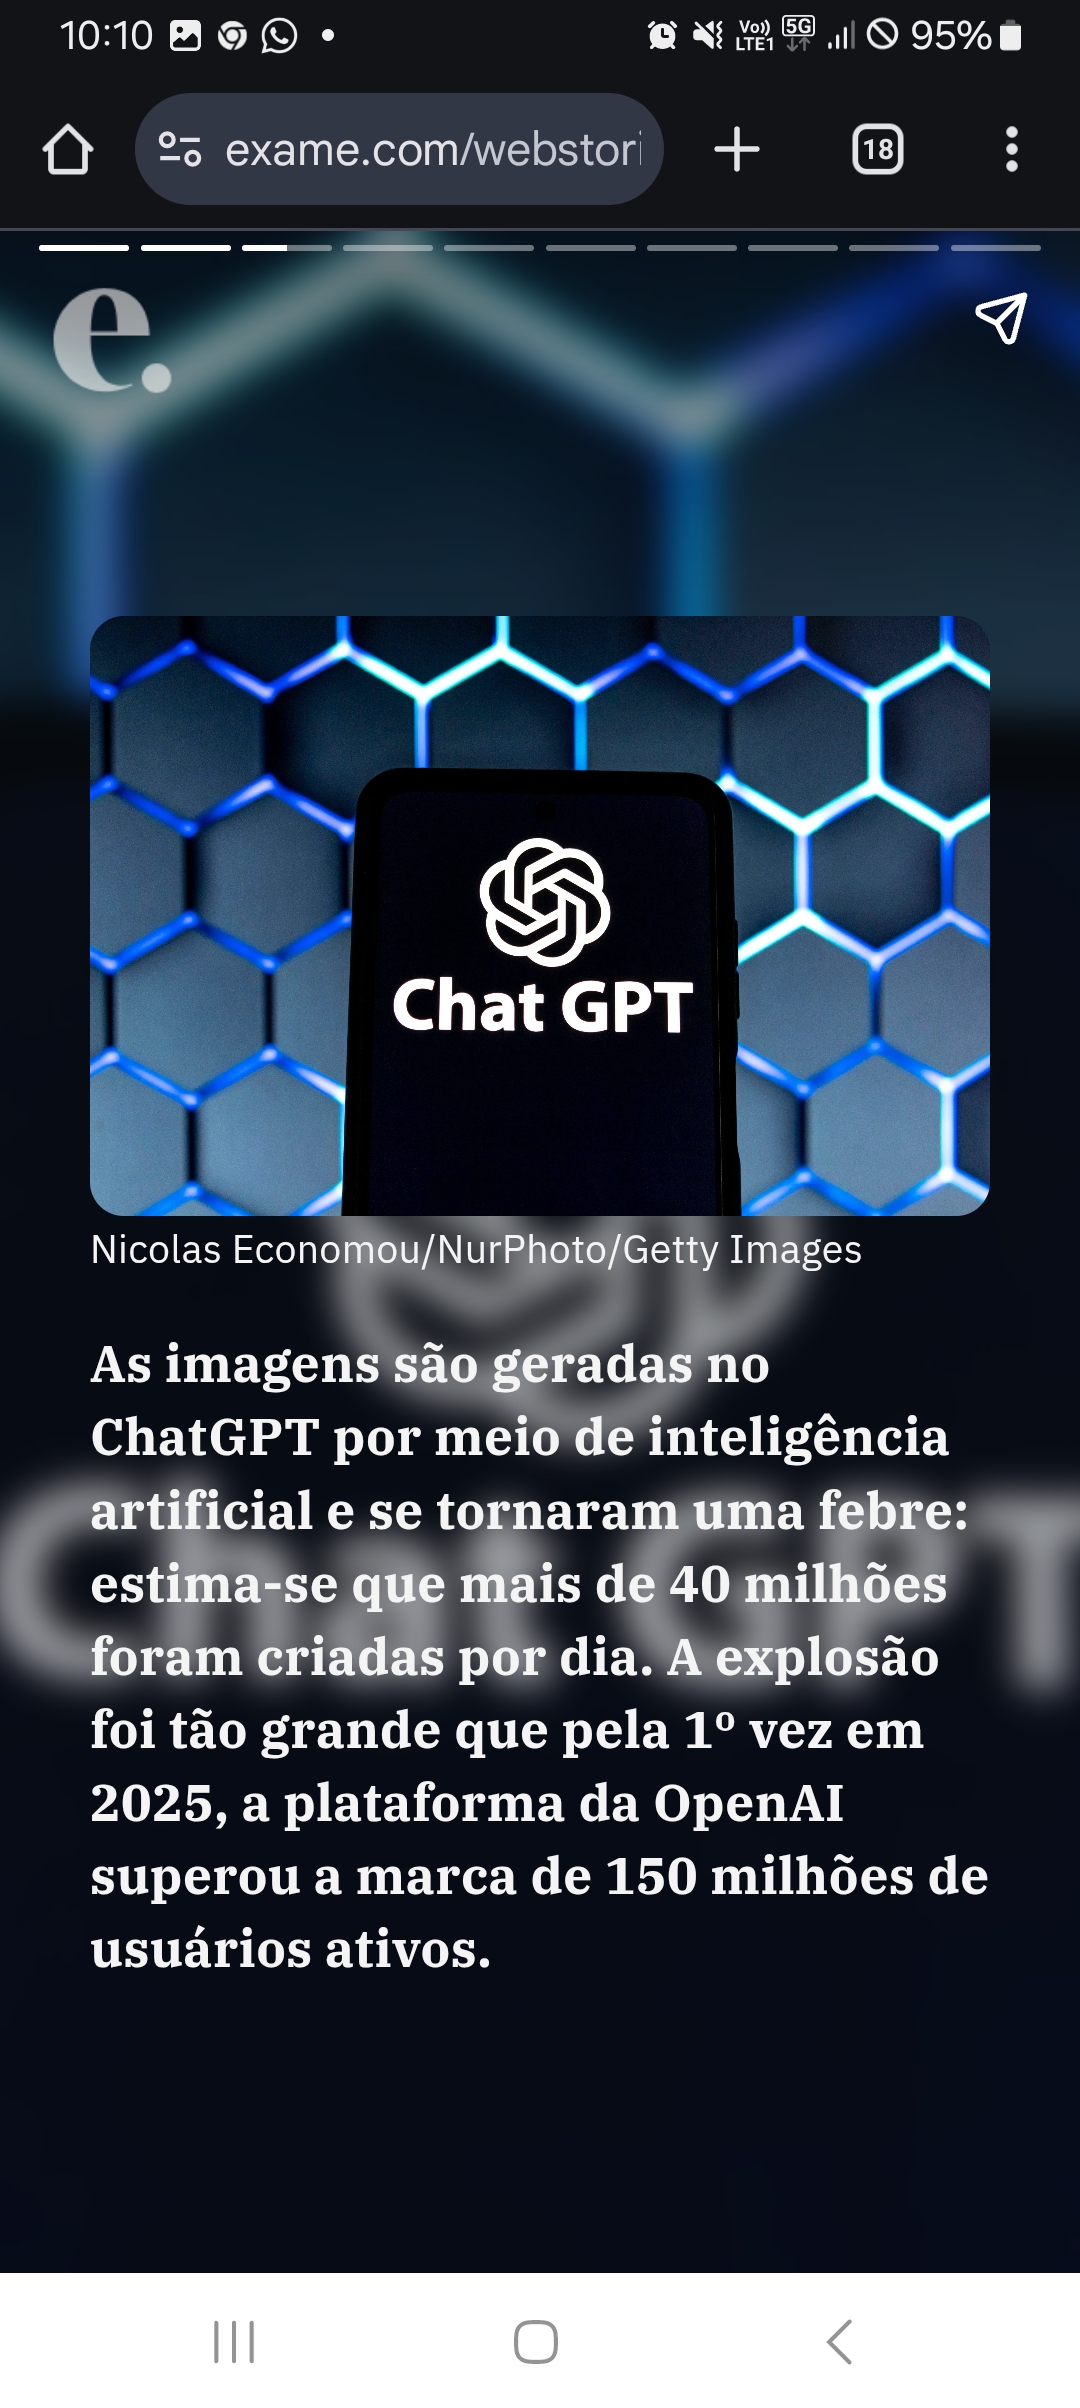 10:10
Vo)) LTE1 5G 95%
exame.com/webstori
18
e.
Chat GPT
Nicolas Economou/NurPhoto/Getty Images
As imagens são geradas no
ChatGPT por meio de inteligência
artificial e se tornaram uma febre:
estima-se que mais de 40 milhões
foram criadas por dia. A explosão
foi tão grande que pela 1º vez em
2025, a plataforma da OpenAI
superou a marca de 150 milhões de
usuários ativos.
Chat GPT